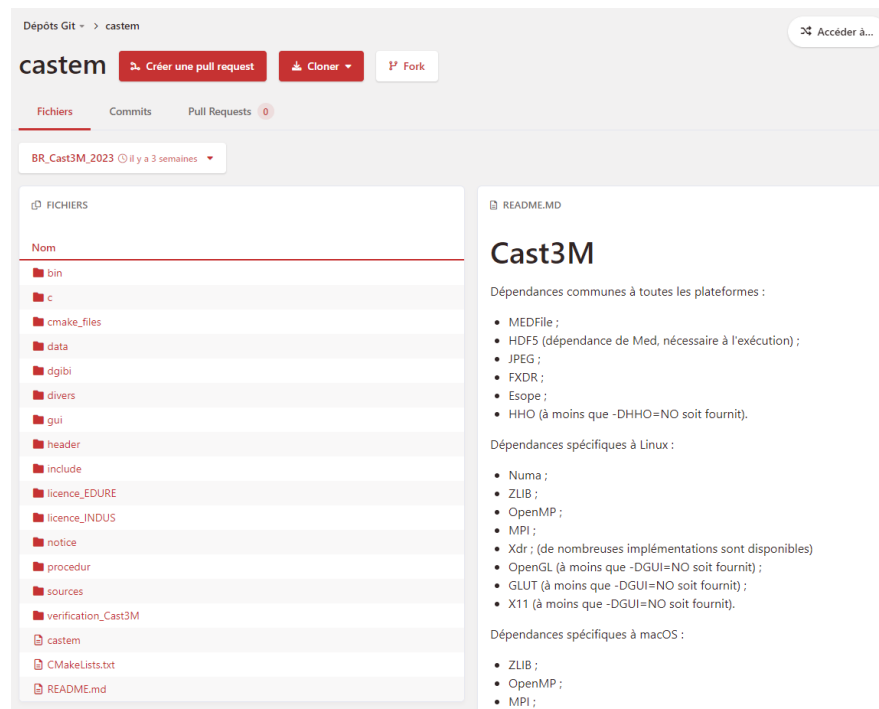 Dépôts Git > castem
Accéder à...
castem
Créer une pull request
Cloner
Fork
Fichiers
Commits
Pull Requests 0
BR_Cast3M_2023 il y a 3 semaines
FICHIERS
Nom
bin
c
cmake_files
data
dgibi
divers
gui
header
include
licence_EDURE
licence_INDUS
notice
procedur
sources
verification_Cast3M
castem
CMakeLists.txt
README.md
README.MD
Cast3M
Dépendances communes à toutes les plateformes :
• MEDFile ;
• HDF5 (dépendance de Med, nécessaire à l'exécution) ;
• JPEG ;
• FXDR ;
• Esope ;
• HHO (à moins que -DHHO=NO soit fournit).
Dépendances spécifiques à Linux :
• Numa ;
• ZLIB ;
• OpenMP ;
• MPI ;
• Xdr ; (de nombreuses implémentations sont disponibles)
• OpenGL (à moins que -DGUI=NO soit fournit) ;
• GLUT (à moins que -DGUI=NO soit fournit) ;
• X11 (à moins que -DGUI=NO soit fournit).
Dépendances spécifiques à macOS :
• ZLIB ;
• OpenMP ;
• MPI ;